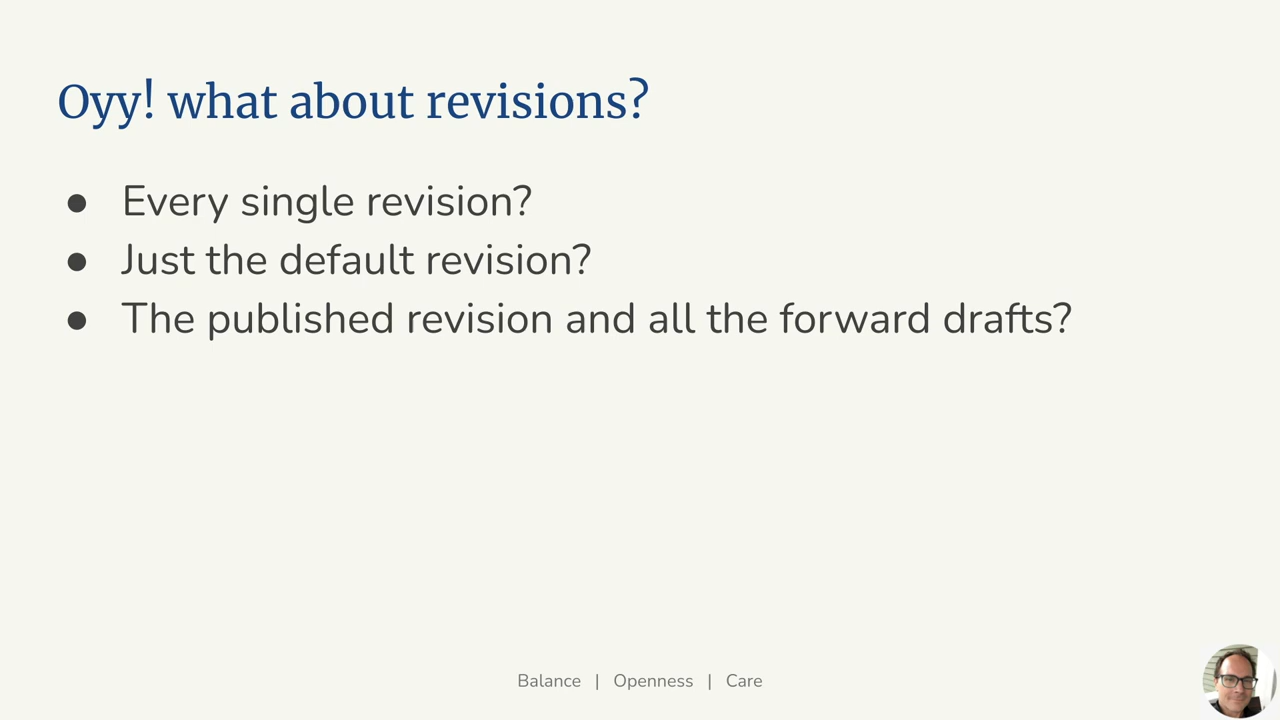 Oyy! what about revisions?
● Every single revision?
● Just the default revision?
● The published revision and all the forward drafts?
Balance | Openness | Care